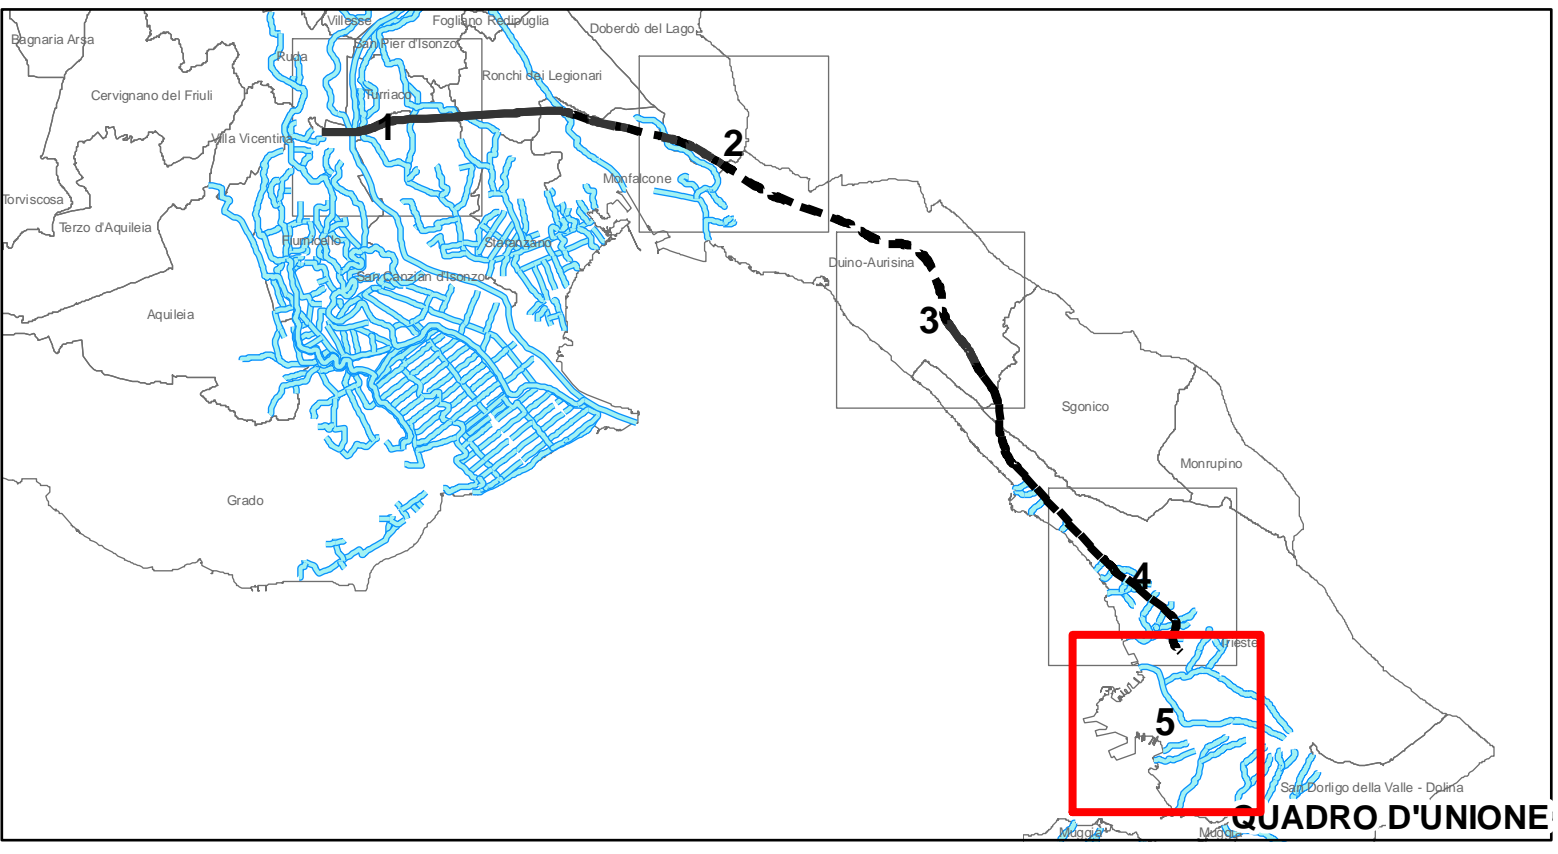 Villesse
Fogliano Redipuglia
Doberdò del Lago
Bagnaria Arsa
San Pier d'Isonzo
Ruda
Ronchi dei Legionari
Cervignano del Friuli
Turriaco
1
Villa Vicentina
2
Monfalcone
Torviscosa
Terzo d'Aquileia
Fiumicello
Staranzano
Duino-Aurisina
San Canzian d'Isonzo
Aquileia
3
Sgonico
Monrupino
Grado
4
Trieste
5
San Dorligo della Valle - Dolina
QUADRO D'UNIONE
Muggia
Muggia